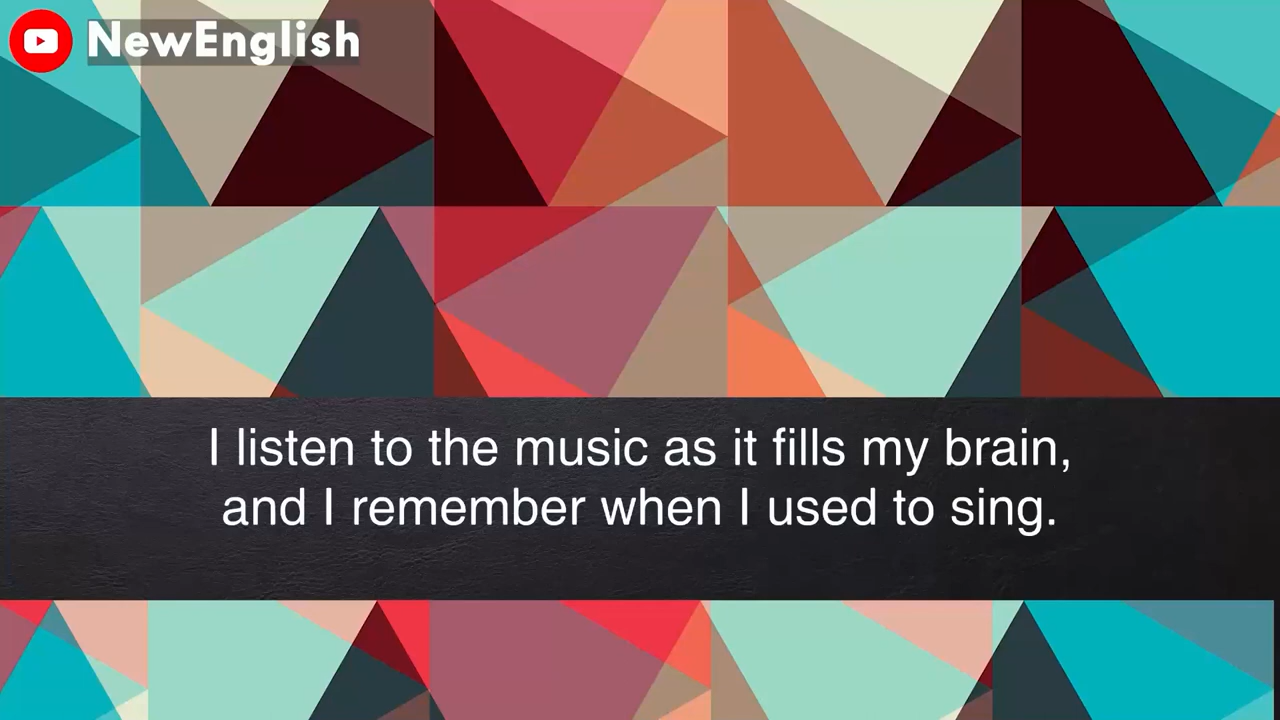 NewEnglish
I listen to the music as it fills my brain,
and I remember when I used to sing.